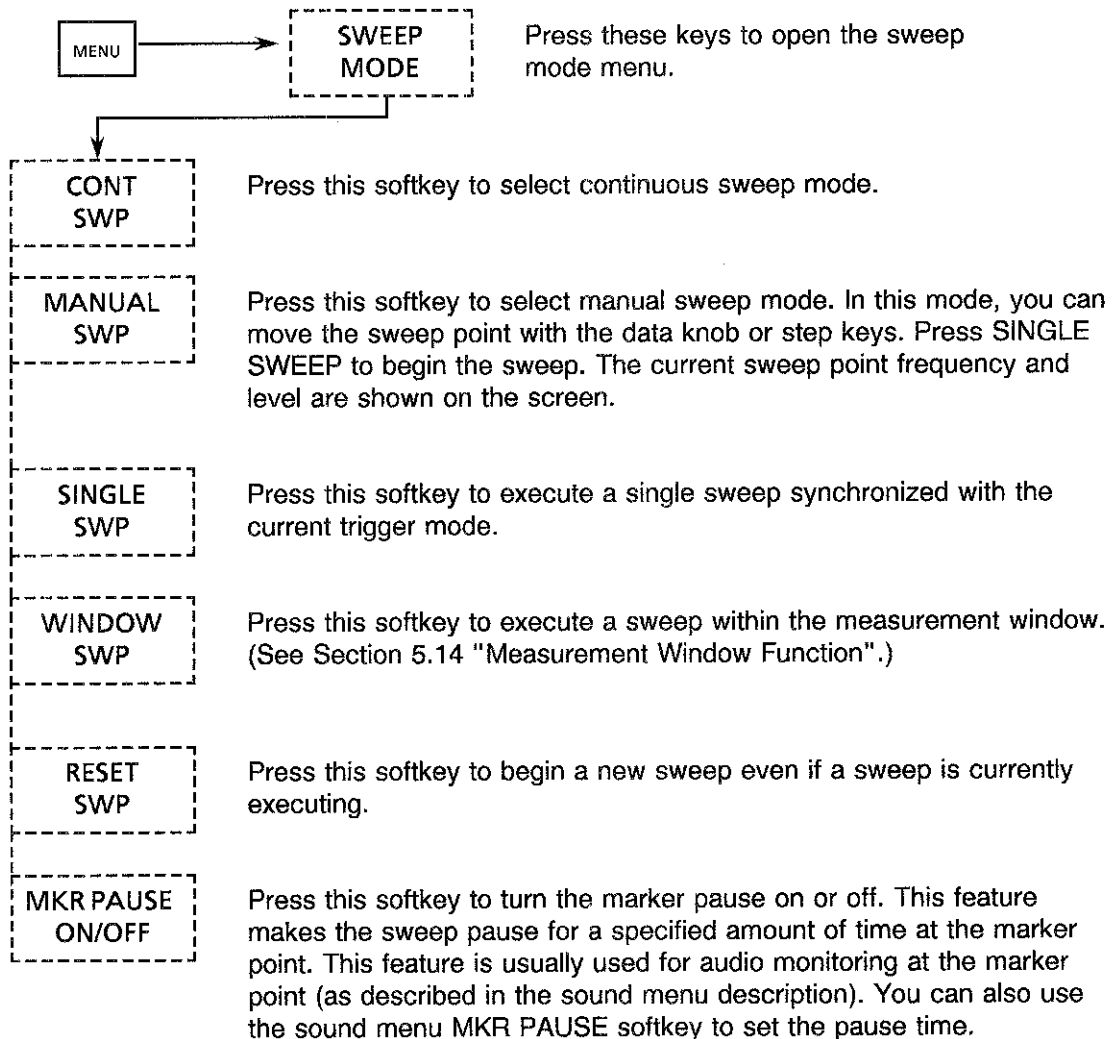 MENU
SWEEP
MODE
Press these keys to open the sweep
mode menu.
CONT
SWP
Press this softkey to select continuous sweep mode.
MANUAL
SWP
Press this softkey to select manual sweep mode. In this mode, you can
move the sweep point with the data knob or step keys. Press SINGLE
SWEEP to begin the sweep. The current sweep point frequency and
level are shown on the screen.
SINGLE
SWP
Press this softkey to execute a single sweep synchronized with the
current trigger mode.
WINDOW
SWP
Press this softkey to execute a sweep within the measurement window.
(See Section 5.14 "Measurement Window Function".)
RESET
SWP
Press this softkey to begin a new sweep even if a sweep is currently
executing.
MKR PAUSE
ON/OFF
Press this softkey to turn the marker pause on or off. This feature
makes the sweep pause for a specified amount of time at the marker
point. This feature is usually used for audio monitoring at the marker
point (as described in the sound menu description). You can also use
the sound menu MKR PAUSE softkey to set the pause time.